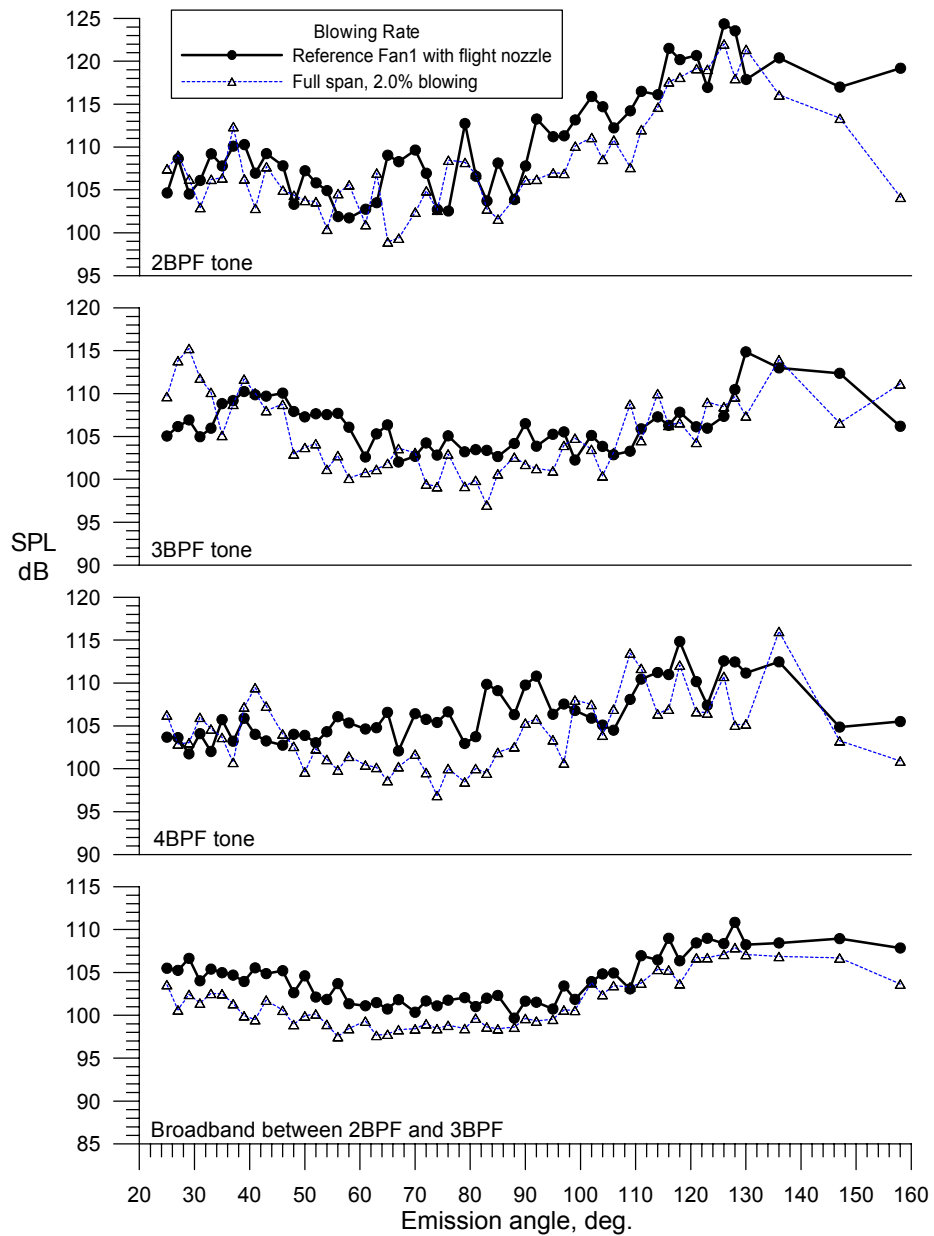 Blowing Rate
Reference Fan1 with flight nozzle
Full span, 2.0% blowing
125
120
115
110
105
100
95
2BPF tone
120
115
110
105
100
95
90
3BPF tone
SPL
dB
120
115
110
105
100
95
90
4BPF tone
115
110
105
100
95
90
85
Broadband between 2BPF and 3BPF
20 30 40 50 60 70 80 90 100 110 120 130 140 150 160
Emission angle, deg.